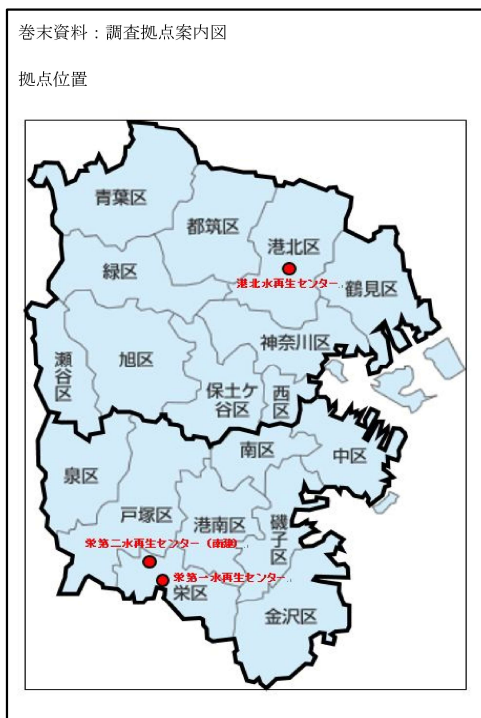 巻末資料：調査拠点案内図
拠点位置
青葉区
都筑区
港北区
緑区
港北水再生センター
鶴見区
神奈川区
瀬谷区
旭区
保土ケ谷区
西区
南区
中区
泉区
戸塚区
港南区
磯子区
栄第二水再生センター
栄第一水再生センター
栄区
金沢区